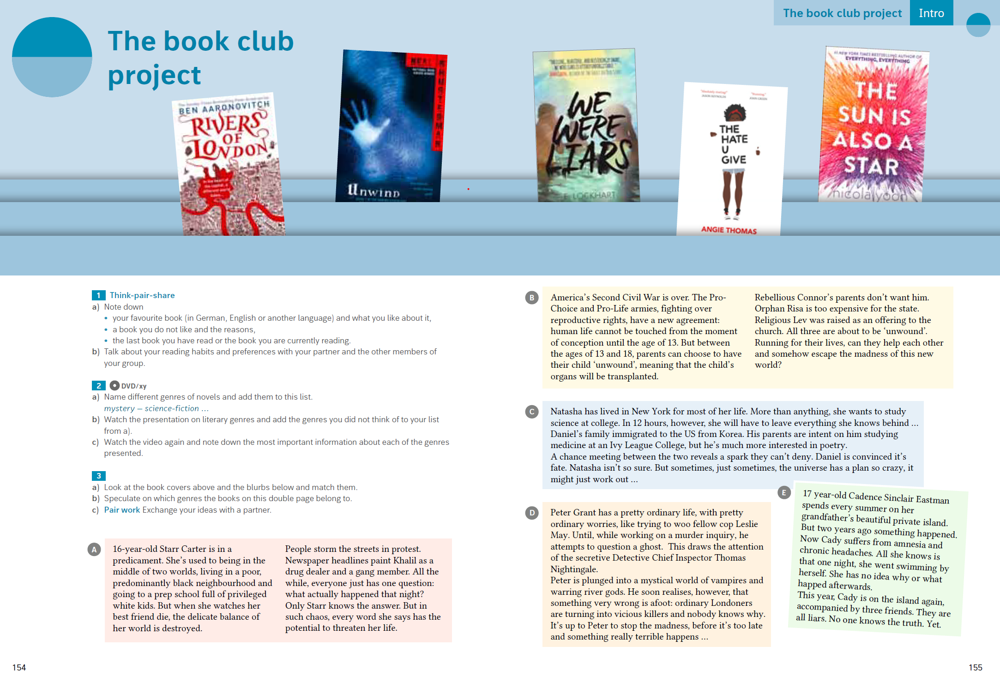 The book club project
Intro
The book club
project
BEN AARONOVITCH
RIVERS
OF
LONDON
NEAL
SHUSTERMAN
Unwind
WE
WERE
LIARS
E. LOCKHART
THE
HATE
U
GIVE
ANGIE THOMAS
#1 NEW YORK TIMES BESTSELLING AUTHOR OF
EVERYTHING, EVERYTHING
THE
SUN IS
ALSO A
STAR
nicola yoon
1 Think-pair-share
a) Note down
• your favourite book (in German, English or another language) and what you like about it,
• a book you do not like and the reasons,
• the last book you have read or the book you are currently reading.
b) Talk about your reading habits and preferences with your partner and the other members of
your group.
2 DVD/xy
a) Name different genres of novels and add them to this list.
mystery – science-fiction …
b) Watch the presentation on literary genres and add the genres you did not think of to your list
from a).
c) Watch the video again and note down the most important information about each of the genres
presented.
3
a) Look at the book covers above and the blurbs below and match them.
b) Speculate on which genres the books on this double page belong to.
c) Pair work Exchange your ideas with a partner.
A
16-year-old Starr Carter is in a
predicament. She's used to being in the
middle of two worlds, living in a poor,
predominantly black neighbourhood and
going to a prep school full of privileged
white kids. But when she watches her
best friend die, the delicate balance of
her world is destroyed.
People storm the streets in protest.
Newspaper headlines paint Khalil as a
drug dealer and a gang member. All the
while, everyone just has one question:
what actually happened that night?
Only Starr knows the answer. But in
such chaos, every word she says has the
potential to threaten her life.
154
B
America's Second Civil War is over. The Pro-
Choice and Pro-Life armies, fighting over
reproductive rights, have a new agreement:
human life cannot be touched from the moment
of conception until the age of 13. But between
the ages of 13 and 18, parents can choose to have
their child 'unwound', meaning that the child's
organs will be transplanted.
Rebellious Connor's parents don't want him.
Orphan Risa is too expensive for the state.
Religious Lev was raised as an offering to the
church. All three are about to be 'unwound'.
Running for their lives, can they help each other
and somehow escape the madness of this new
world?
C
Natasha has lived in New York for most of her life. More than anything, she wants to study
science at college. In 12 hours, however, she will have to leave everything she knows behind …
Daniel's family immigrated to the US from Korea. His parents are intent on him studying
medicine at an Ivy League College, but he's much more interested in poetry.
A chance meeting between the two reveals a spark they can't deny. Daniel is convinced it's
fate. Natasha isn't so sure. But sometimes, just sometimes, the universe has a plan so crazy, it
might just work out …
D
Peter Grant has a pretty ordinary life, with pretty
ordinary worries, like trying to woo fellow cop Leslie
May. Until, while working on a murder inquiry, he
attempts to question a ghost. This draws the attention
of the secretive Detective Chief Inspector Thomas
Nightingale.
Peter is plunged into a mystical world of vampires and
warring river gods. He soon realises, however, that
something very wrong is afoot: ordinary Londoners
are turning into vicious killers and nobody knows why.
It's up to Peter to stop the madness, before it's too late
and something really terrible happens …
E
17 year-old Cadence Sinclair Eastman
spends every summer on her
grandfather's beautiful private island.
But two years ago something happened.
Now Cady suffers from amnesia and
chronic headaches. All she knows is
that one night, she went swimming by
herself. She has no idea why or what
happed afterwards.
This year, Cady is on the island again,
accompanied by three friends. They are
all liars. No one knows the truth. Yet.
155